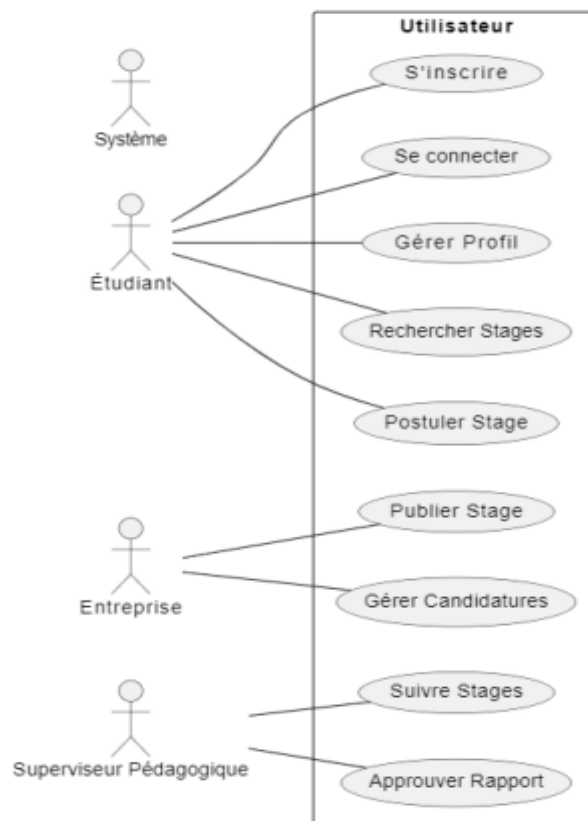 Utilisateur
S'inscrire
Système
Se connecter
Gérer Profil
Étudiant
Rechercher Stages
Postuler Stage
Publier Stage
Entreprise
Gérer Candidatures
Suivre Stages
Superviseur Pédagogique
Approuver Rapport